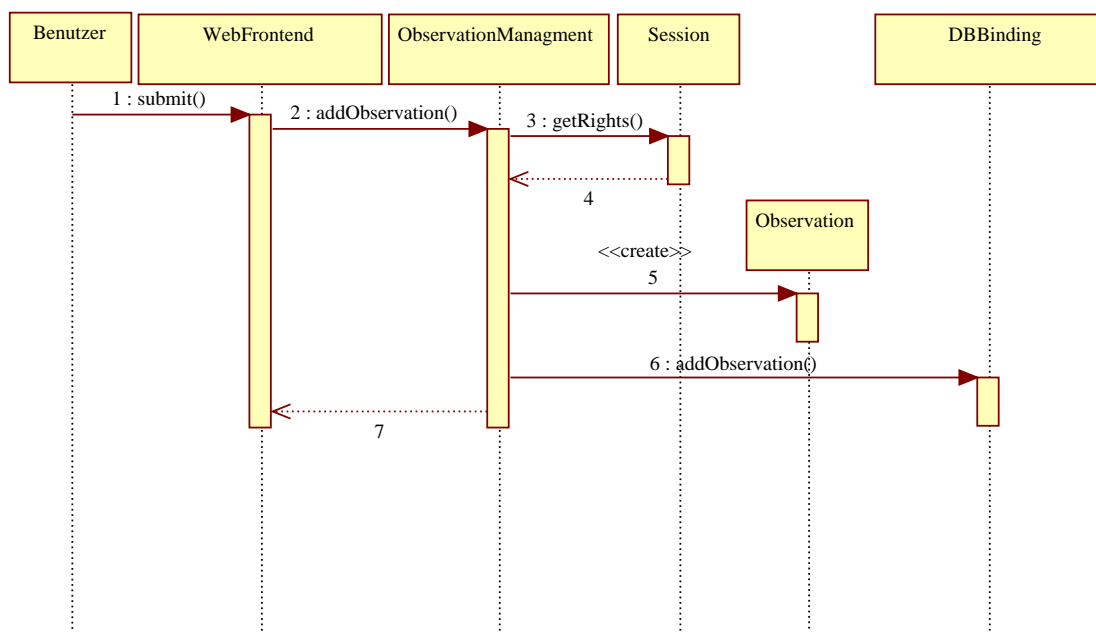 Benutzer
WebFrontend
ObservationManagment
Session
DBBinding
1 : submit()
2 : addObservation()
3 : getRights()
4
Observation
<<create>>
5
6 : addObservation()
7